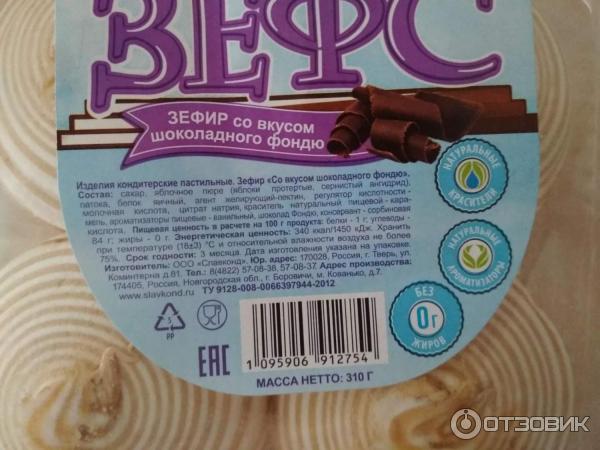 ЗЕФС
ЗЕФИР со вкусом
шоколадного фондю
НАТУРАЛЬНЫЕ
КРАСИТЕЛИ
Изделия кондитерские пастильные. Зефир «Со вкусом шоколадного фондю».
Состав: сахар, яблочное пюре (яблоки протертые, сернистый ангидрид),
патока, белок яичный, агент желирующий-пектин, регулятор кислотности-
молочная кислота, цитрат натрия, краситель натуральный пищевой - кара-
мель, ароматизаторы пищевые - ванильный, шоколад Фондю, консервант - сорбиновая
кислота. Пищевая ценность в расчете на 100 г продукта: белки - 1 г; углеводы -
84 г; жиры - 0 г. Энергетическая ценность: 340 ккал/1450 кДж. Хранить
при температуре (18±3) °С и относительной влажности воздуха не более
75%. Срок годности: 3 месяца. Дата изготовления указана на упаковке.
Изготовитель: ООО «Славконд». Юр. адрес: 170028, Россия, г. Тверь, ул.
Коминтерна д.81. Тел.: 8(4822) 57-08-38, 57-08-37. Адрес производства:
174405, Россия, Новгородская обл., г. Боровичи, м. Кованько, д.7.
www.slavkond.ru ТУ 9128-008-0066397944-2012
НАТУРАЛЬНЫЕ
АРОМАТИЗАТОРЫ
БЕЗ
0 г
ЖИРОВ
5
PP
EAC
1 095906 912754
МАССА НЕТТО: 310 Г
ОТЗОВИК